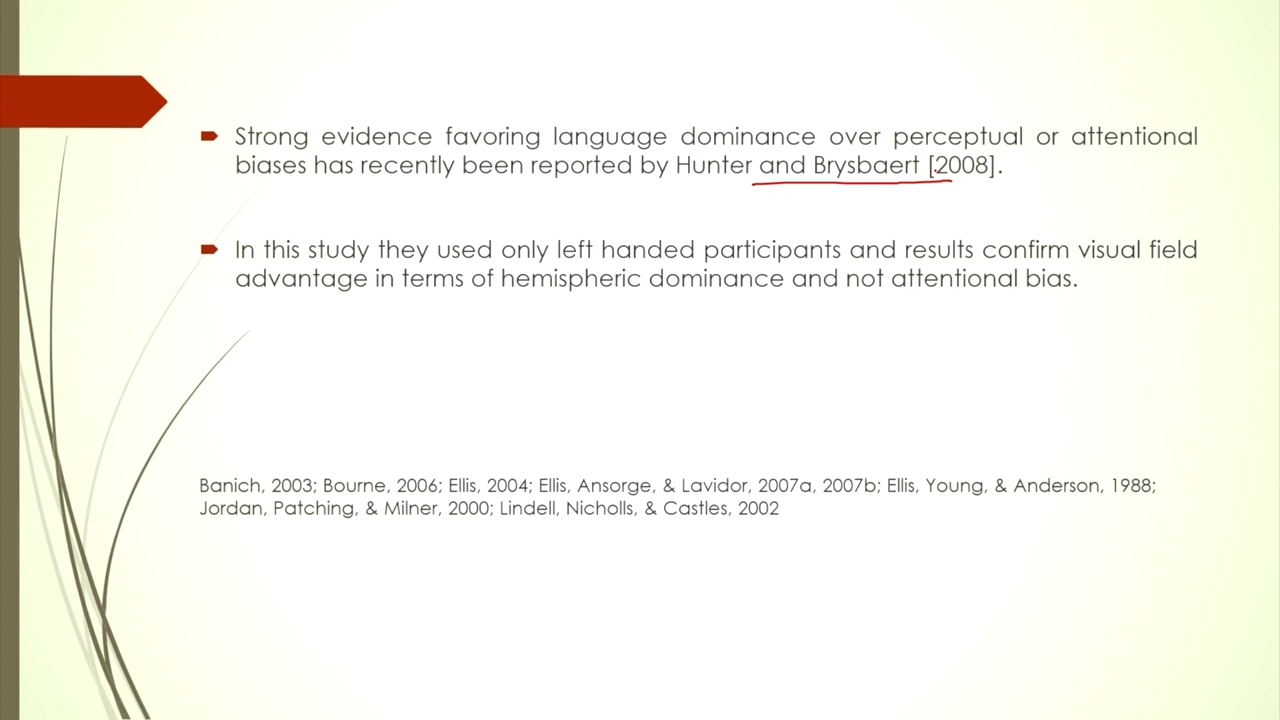 Strong evidence favoring language dominance over perceptual or attentional
biases has recently been reported by Hunter and Brysbaert [2008].
In this study they used only left handed participants and results confirm visual field
advantage in terms of hemispheric dominance and not attentional bias.
Banich, 2003; Bourne, 2006; Ellis, 2004; Ellis, Ansorge, & Lavidor, 2007a, 2007b; Ellis, Young, & Anderson, 1988;
Jordan, Patching, & Milner, 2000; Lindell, Nicholls, & Castles, 2002